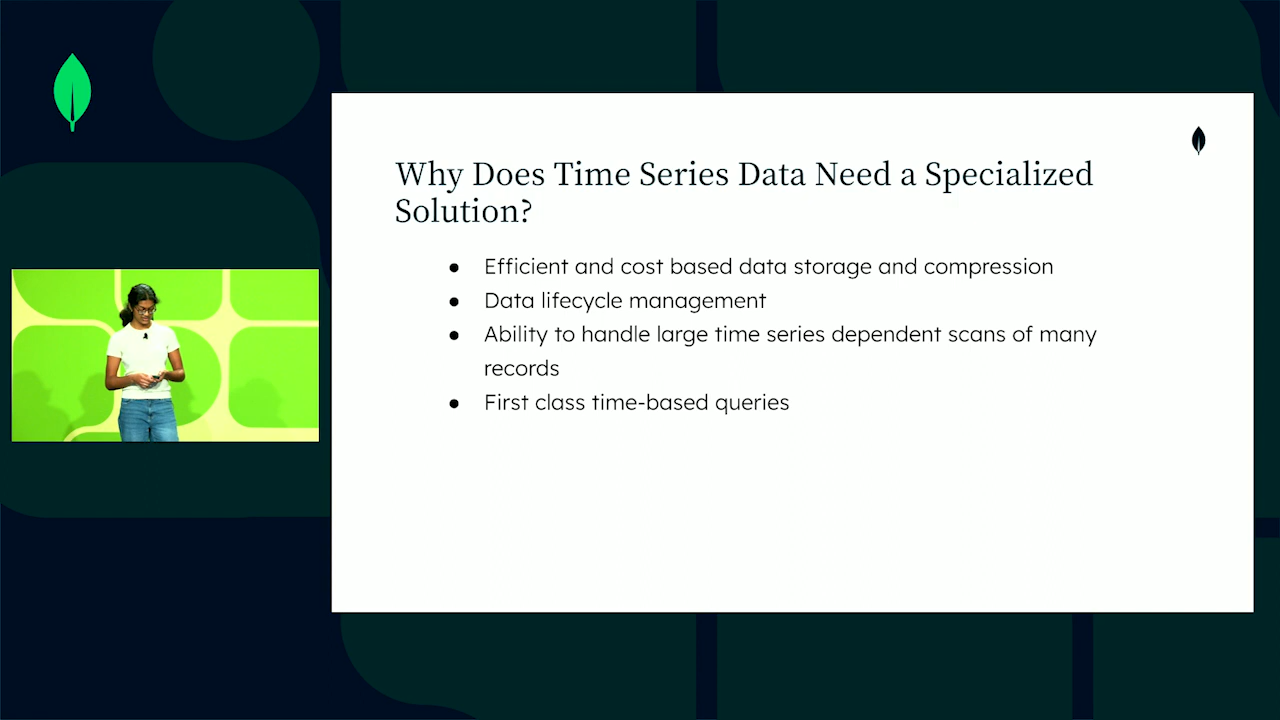 Why Does Time Series Data Need a Specialized
Solution?
● Efficient and cost based data storage and compression
● Data lifecycle management
● Ability to handle large time series dependent scans of many
records
● First class time-based queries